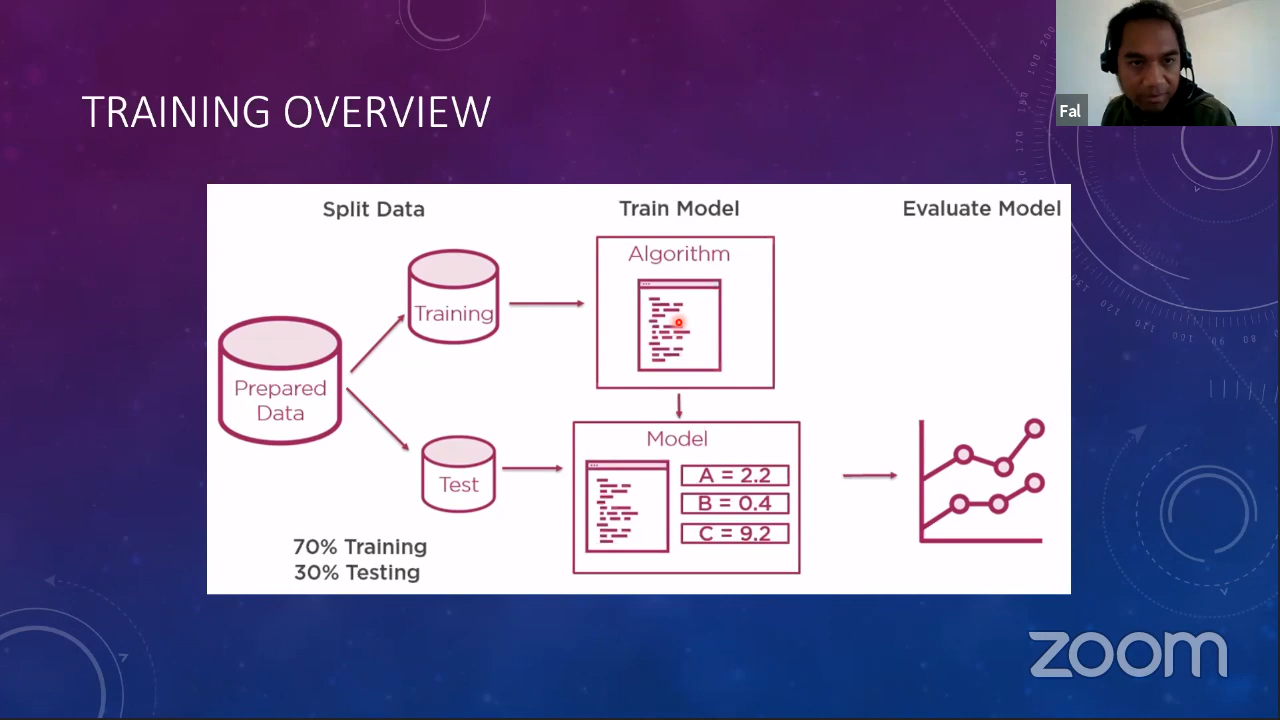 TRAINING OVERVIEW
Fal
Split Data
Train Model
Evaluate Model
Algorithm
Training
Prepared
Data
Model
Test
A = 2.2
B = 0.4
C = 9.2
70% Training
30% Testing
zoom